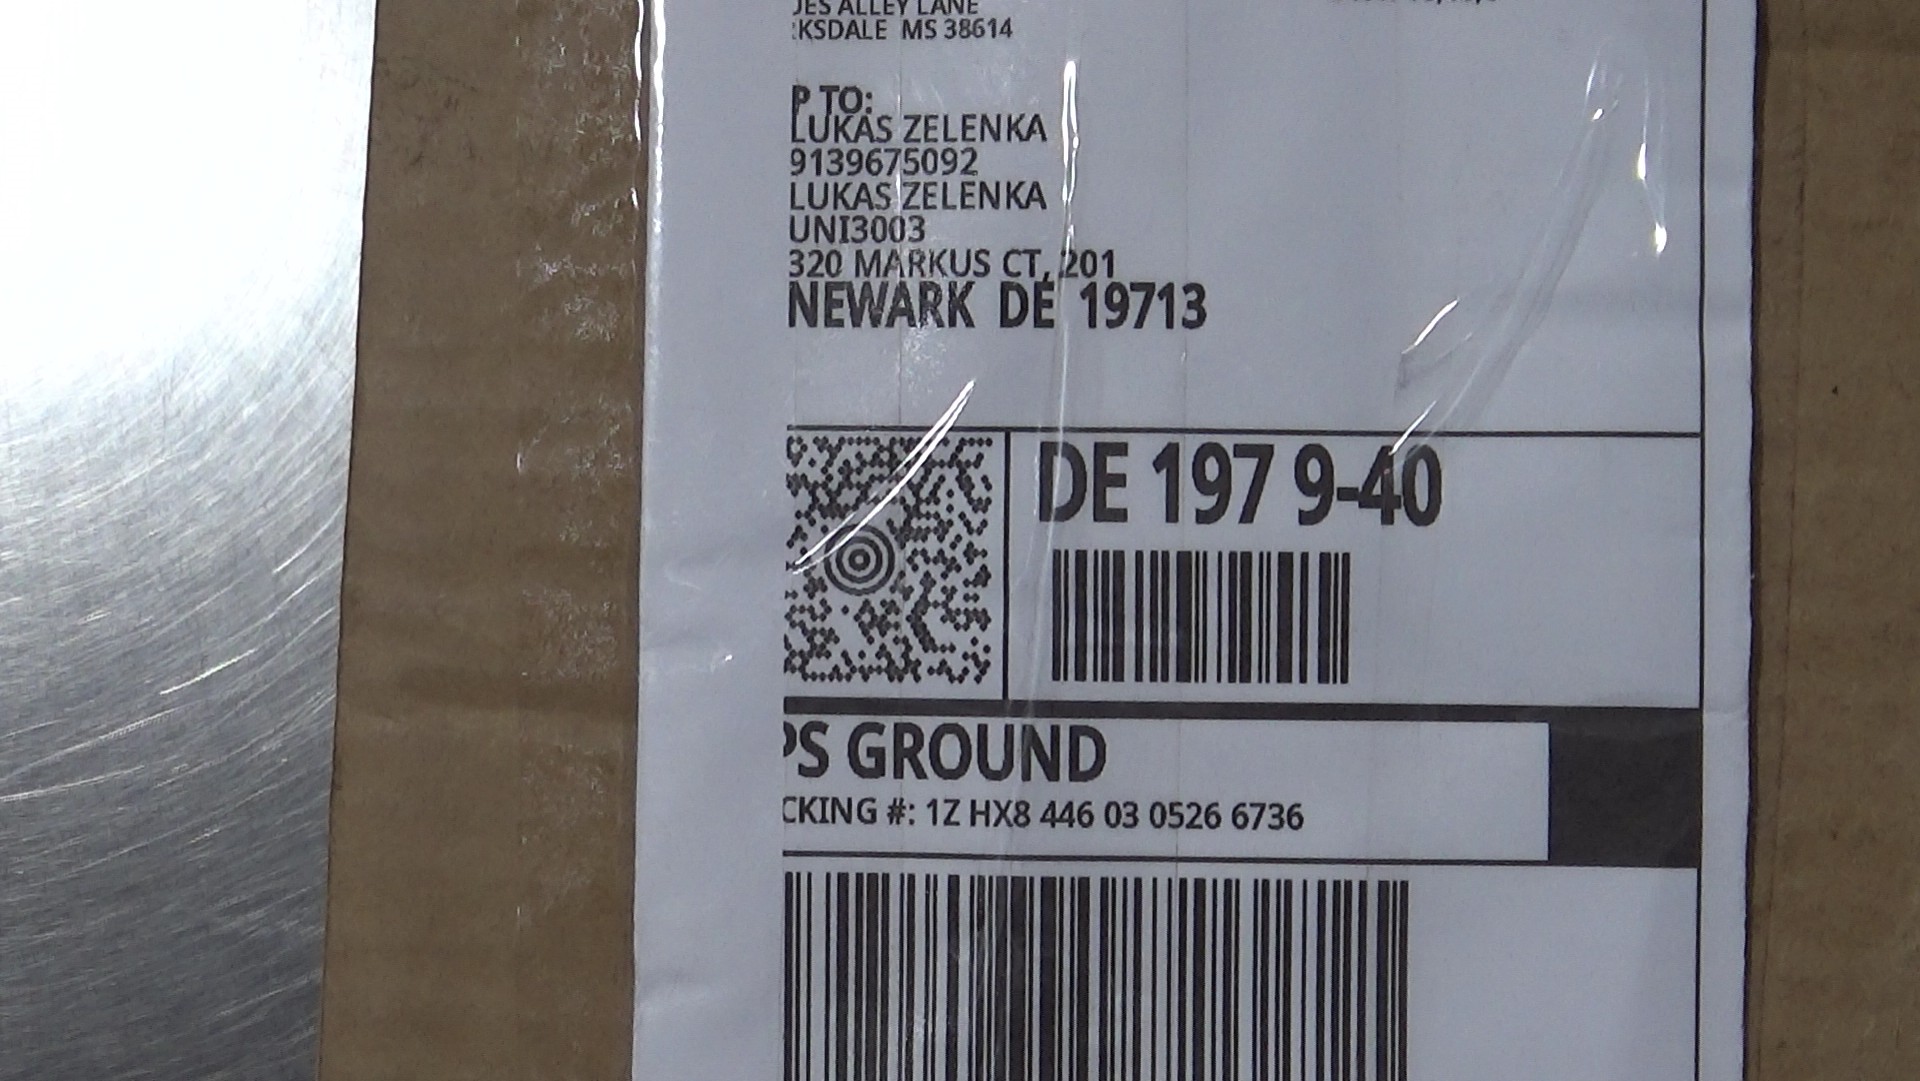 UES ALLEY LANE
KSDALE MS 38614
P TO:
LUKAS ZELENKA
9139675092
LUKAS ZELENKA
UNI3003
320 MARKUS CT, 201
NEWARK DE 19713
DE 197 9-40
PS GROUND
CKING #: 1Z HX8 446 03 0526 6736